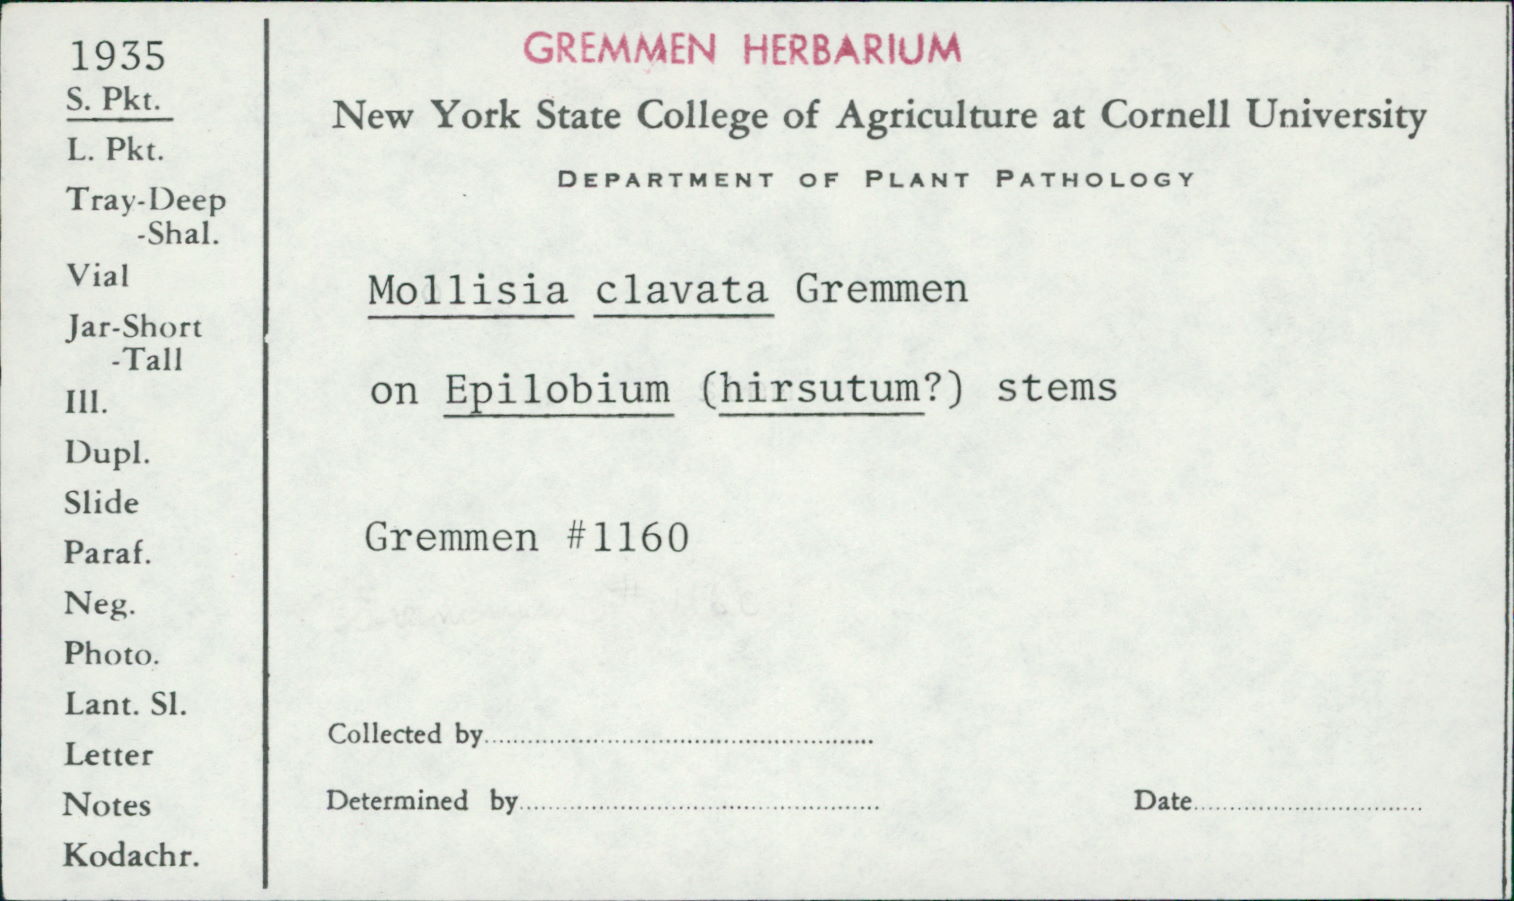 1935
S. Pkt.
L. Pkt.
Tray-Deep
-Shal.
Vial
Jar-Short
-Tall
Ill.
Dupl.
Slide
Paraf.
Neg.
Photo.
Lant. Sl.
Letter
Notes
Kodachr.
GREMMEN HERBARIUM
New York State College of Agriculture at Cornell University
DEPARTMENT OF PLANT PATHOLOGY
Mollisia clavata Gremmen
on Epilobium (hirsutum?) stems
Gremmen #1160
Collected by
Determined by
Date